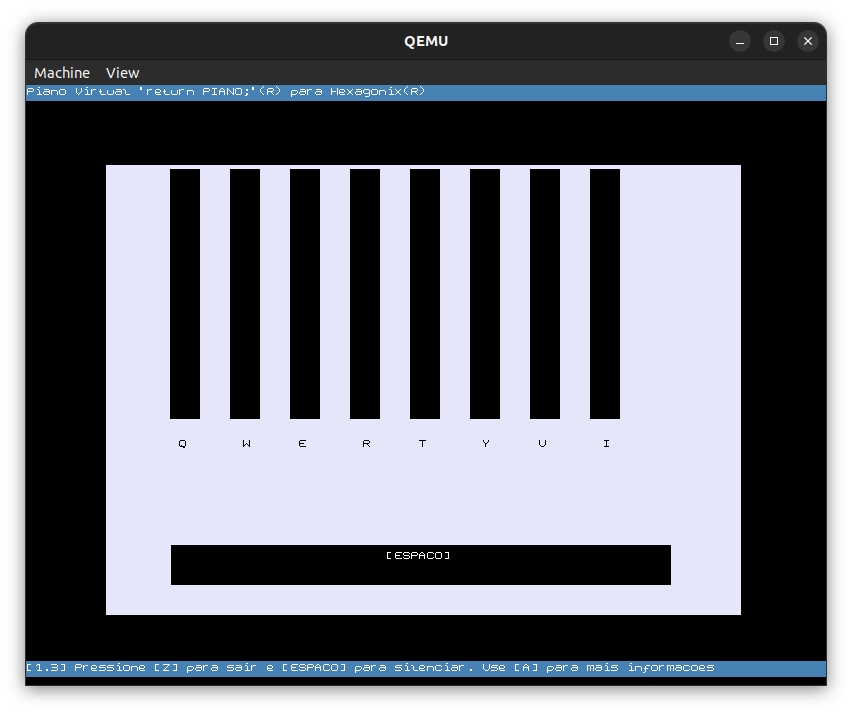 QEMU
Machine View
Piano Virtual 'return PIANO;'(R) para Hexagonix(R)
Q W E R T Y U I
[ESPACO]
[1.3] Pressione [Z] para sair e [ESPACO] para silenciar. Use [A] para mais informacoes